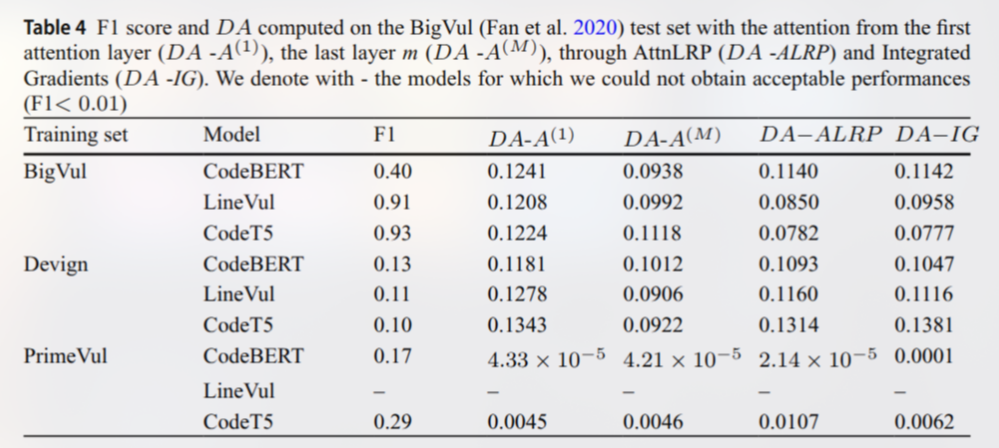 Table 4 F1 score and DA computed on the BigVul (Fan et al. 2020) test set with the attention from the first
attention layer (DA -A(1)), the last layer m (DA -A(M)), through AttnLRP (DA -ALRP) and Integrated
Gradients (DA -IG). We denote with - the models for which we could not obtain acceptable performances
(F1< 0.01)
Training set Model F1 DA-A(1) DA-A(M) DA−ALRP DA−IG
BigVul CodeBERT 0.40 0.1241 0.0938 0.1140 0.1142
LineVul 0.91 0.1208 0.0992 0.0850 0.0958
CodeT5 0.93 0.1224 0.1118 0.0782 0.0777
Devign CodeBERT 0.13 0.1181 0.1012 0.1093 0.1047
LineVul 0.11 0.1278 0.0906 0.1160 0.1116
CodeT5 0.10 0.1343 0.0922 0.1314 0.1381
PrimeVul CodeBERT 0.17 4.33 × 10−5 4.21 × 10−5 2.14 × 10−5 0.0001
LineVul – – – – –
CodeT5 0.29 0.0045 0.0046 0.0107 0.0062